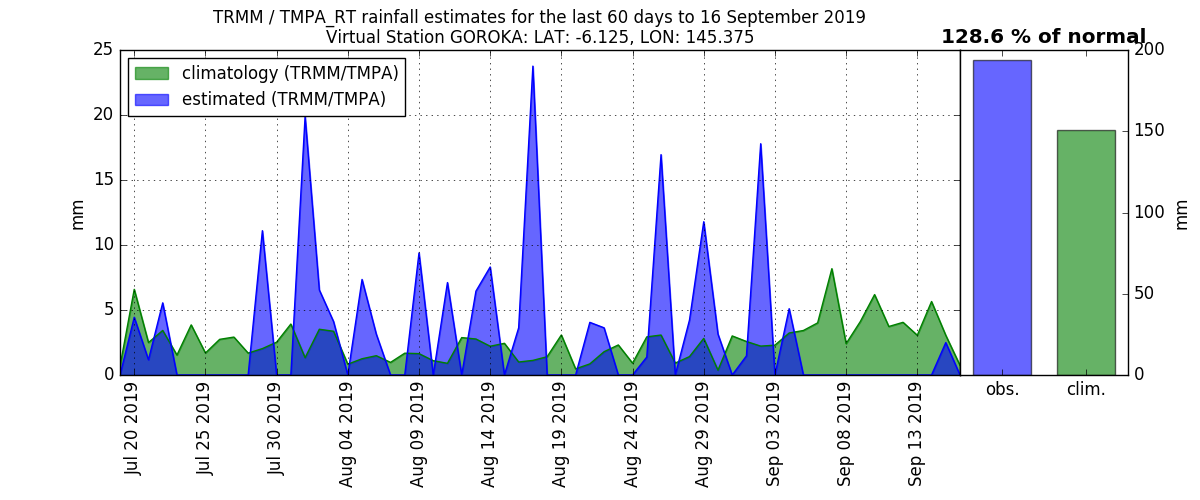 TRMM / TMPA_RT rainfall estimates for the last 60 days to 16 September 2019
Virtual Station GOROKA: LAT: -6.125, LON: 145.375
128.6 % of normal
climatology (TRMM/TMPA)
estimated (TRMM/TMPA)
25
20
15
10
5
0
mm
200
150
100
50
0
mm
obs.
clim.
Jul 20 2019
Jul 25 2019
Jul 30 2019
Aug 04 2019
Aug 09 2019
Aug 14 2019
Aug 19 2019
Aug 24 2019
Aug 29 2019
Sep 03 2019
Sep 08 2019
Sep 13 2019